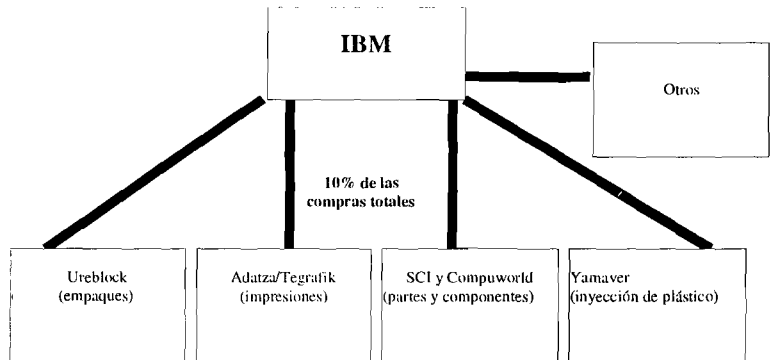 IBM
Otros
10% de las
compras totales
Ureblock
(empaques)
Adatza/Tegrafik
(impresiones)
SCI y Compuworld
(partes y componentes)
Yamaver
(inyección de plástico)